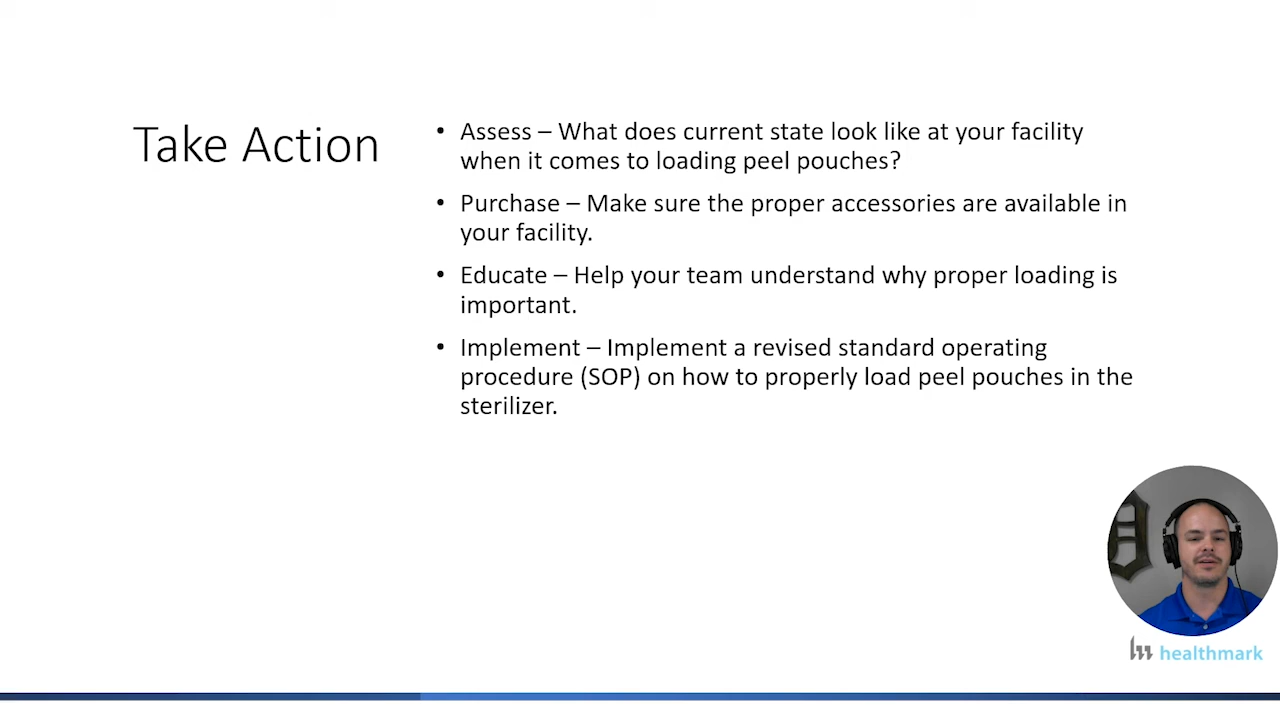 Take Action
• Assess – What does current state look like at your facility
when it comes to loading peel pouches?
• Purchase – Make sure the proper accessories are available in
your facility.
• Educate – Help your team understand why proper loading is
important.
• Implement – Implement a revised standard operating
procedure (SOP) on how to properly load peel pouches in the
sterilizer.
healthmark